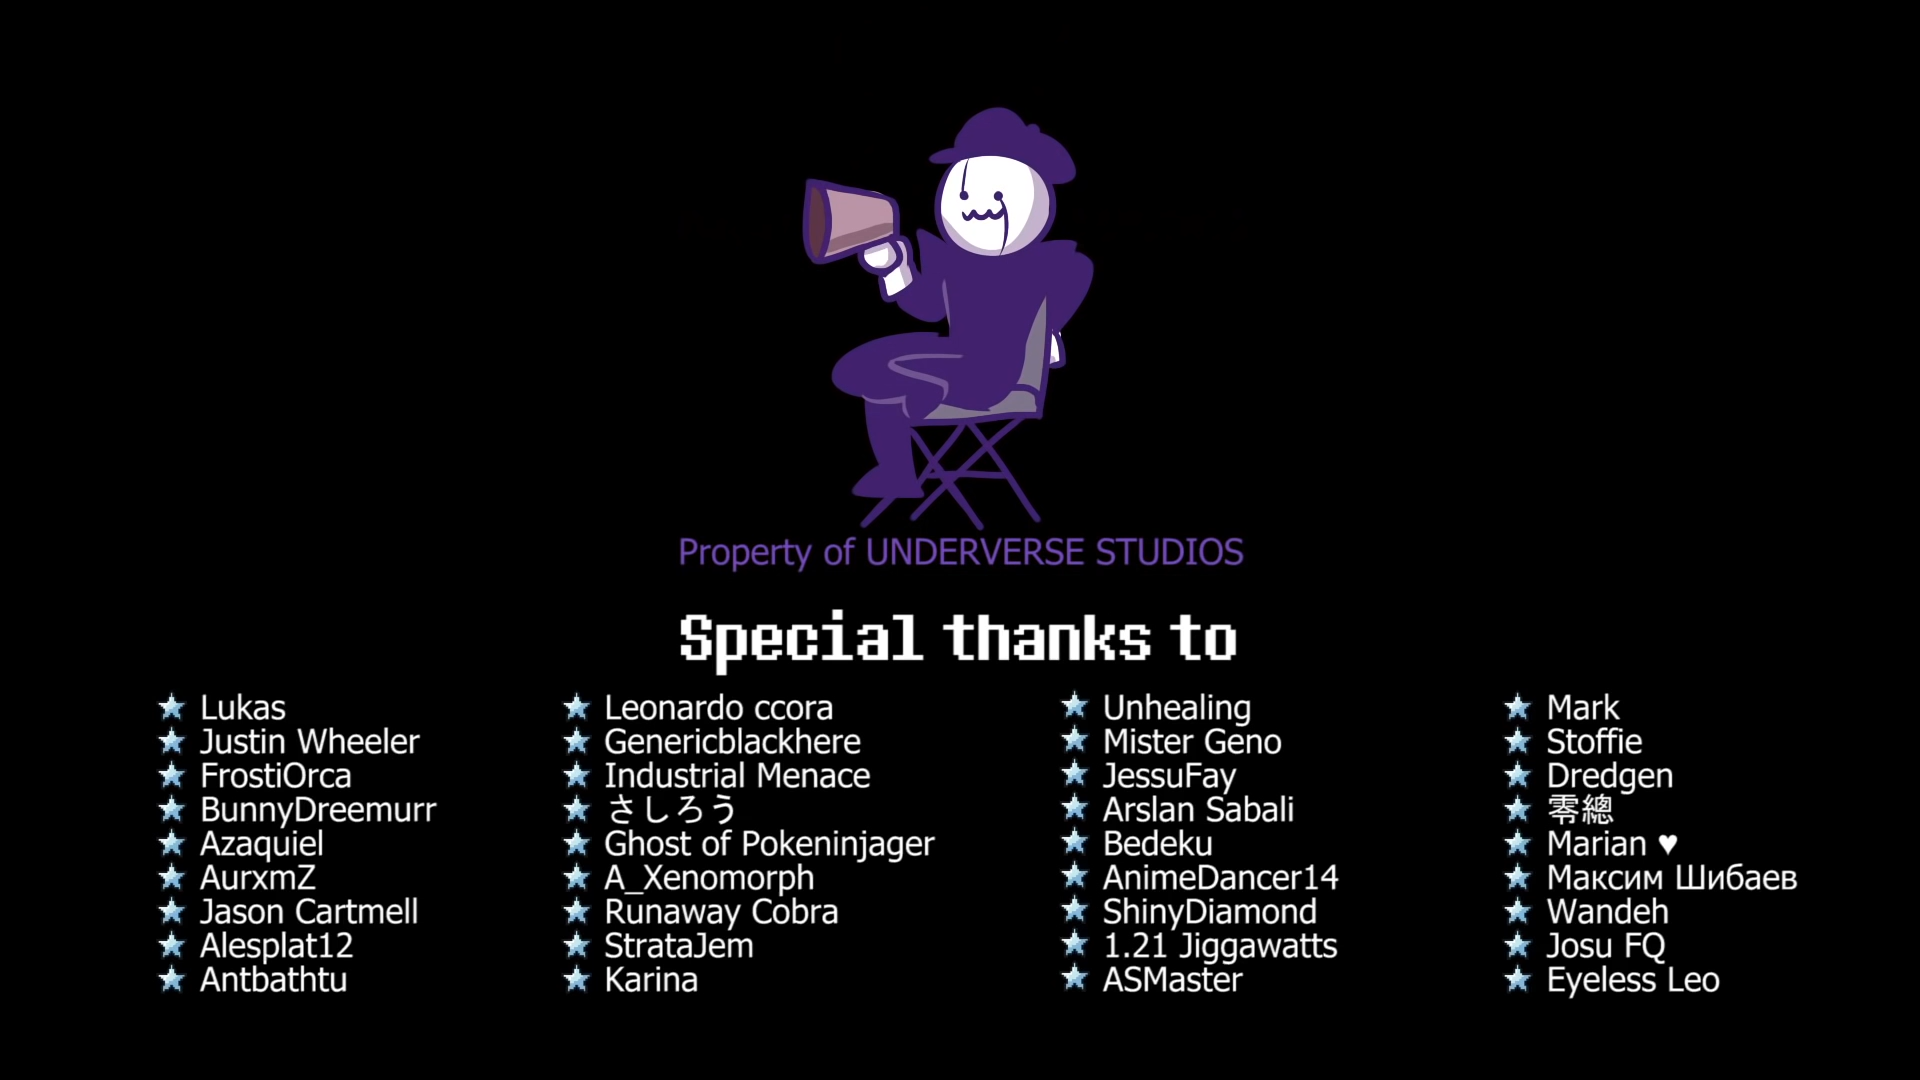 Property of UNDERVERSE STUDIOS
Special thanks to
Lukas
Justin Wheeler
FrostiOrca
BunnyDreemurr
Azaquiel
AurxmZ
Jason Cartmell
Alesplat12
Antbathtu
Leonardo ccora
Genericblackhere
Industrial Menace
さしろう
Ghost of Pokeninjager
A_Xenomorph
Runaway Cobra
StrataJem
Karina
Unhealing
Mister Geno
JessuFay
Arslan Sabali
Bedeku
AnimeDancer14
ShinyDiamond
1.21 Jiggawatts
ASMaster
Mark
Stoffie
Dredgen
零總
Marian ♥
Максим Шибаев
Wandeh
Josu FQ
Eyeless Leo